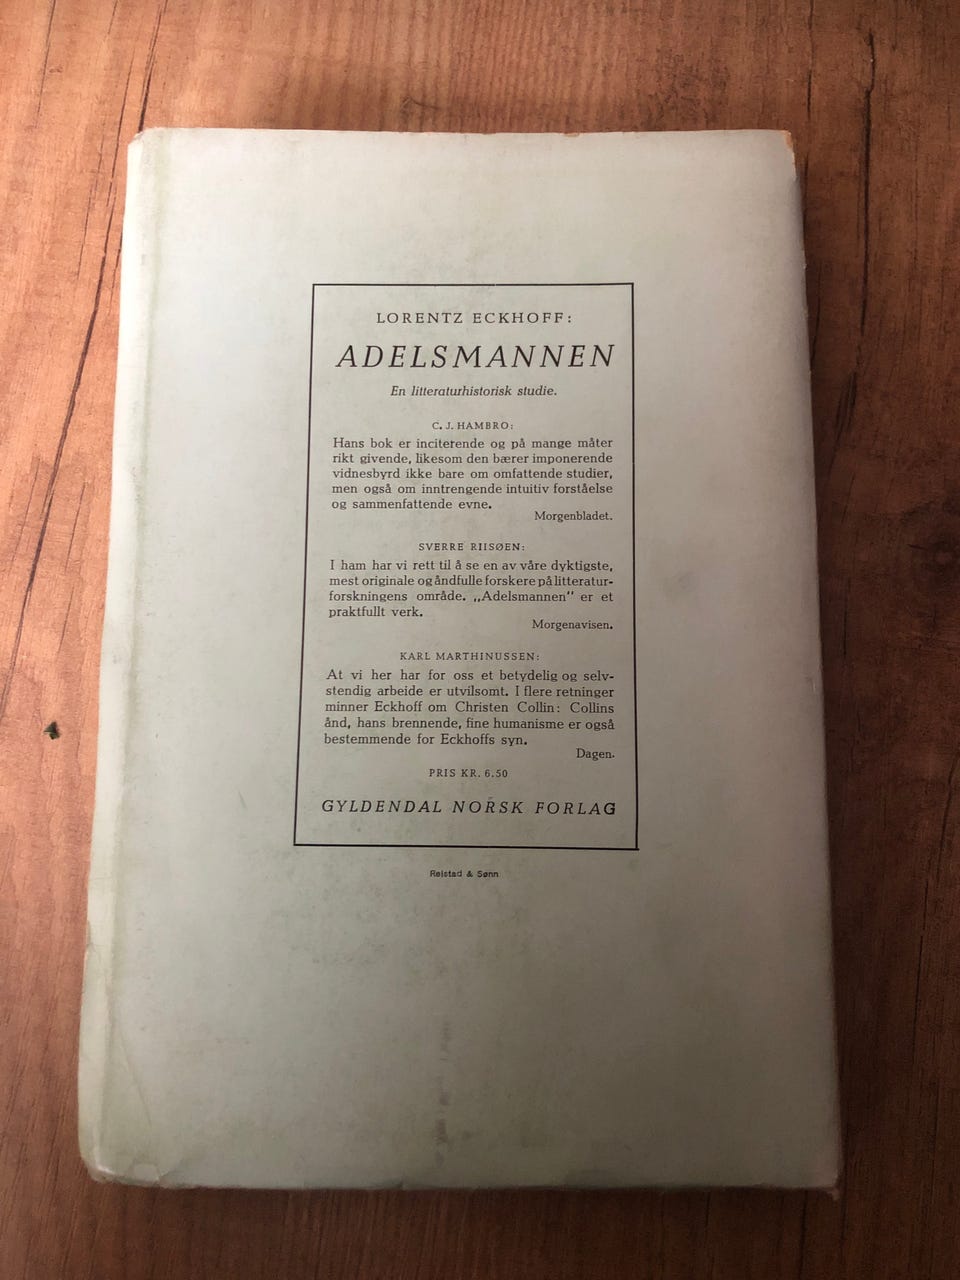 LORENTZ ECKHOFF:
ADELSMANNEN
En litteraturhistorisk studie.
C. J. HAMBRO:
Hans bok er inciterende og på mange måter
rikt givende, likesom den bærer imponerende
vidnesbyrd ikke bare om omfattende studier,
men også om inntrengende intuitiv forståelse
og sammenfattende evne.
Morgenbladet.
SVERRE RIISØEN:
I ham har vi rett til å se en av våre dyktigste,
mest originale og åndfulle forskere på litteratur-
forskningens område. „Adelsmannen" er et
praktfullt verk.
Morgenavisen.
KARL MARTHINUSSEN:
At vi her har for oss et betydelig og selv-
stendig arbeide er utvilsomt. I flere retninger
minner Eckhoff om Christen Collin: Collins
ånd, hans brennende, fine humanisme er også
bestemmende for Eckhoffs syn.
Dagen.
PRIS KR. 6.50
GYLDENDAL NORSK FORLAG
Reistad & Sønn